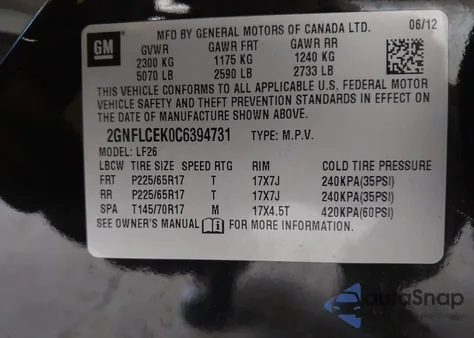 MFD BY GENERAL MOTORS OF CANADA LTD. 06/12
GM
GVWR GAWR FRT GAWR RR
2300 KG 1175 KG 1240 KG
5070 LB 2590 LB 2733 LB
THIS VEHICLE CONFORMS TO ALL APPLICABLE U.S. FEDERAL MOTOR
VEHICLE SAFETY AND THEFT PREVENTION STANDARDS IN EFFECT ON THE
DATE OF MANUFACTURE SHOWN ABOVE.
2GNFLCEK0C6394731 TYPE: M.P.V.
MODEL: LF26
LBCW TIRE SIZE SPEED RTG RIM COLD TIRE PRESSURE
FRT P225/65R17 T 17X7J 240KPA(35PSI)
RR P225/65R17 T 17X7J 240KPA(35PSI)
SPA T145/70R17 M 17X4.5T 420KPA(60PSI)
SEE OWNER'S MANUAL FOR MORE INFORMATION.
AutaSnap